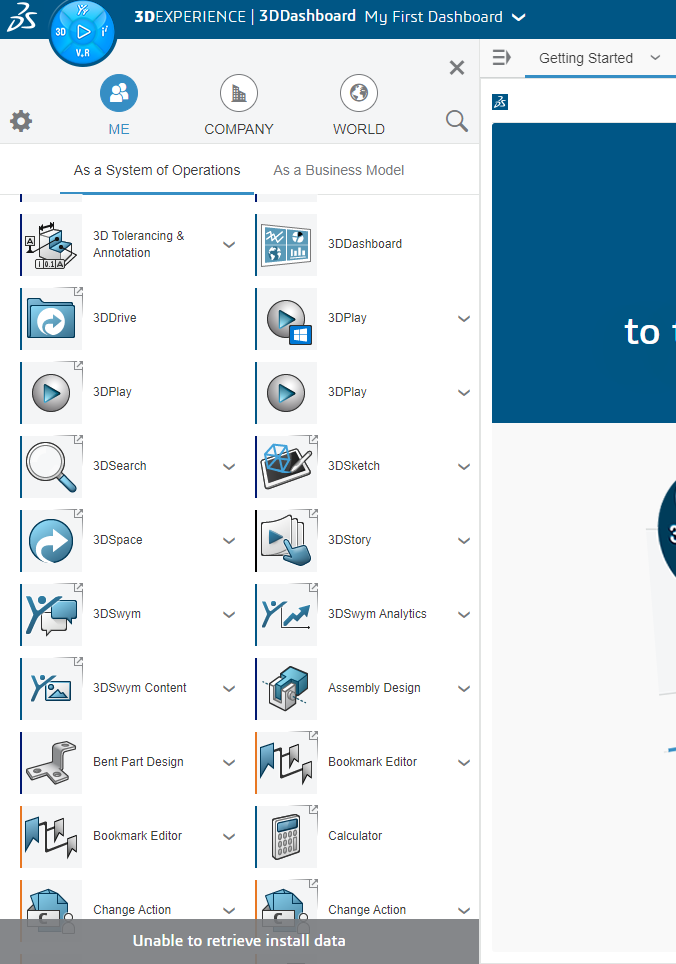 3DEXPERIENCE | 3DDashboard My First Dashboard
3D
V.R
ME
COMPANY
WORLD
Getting Started
As a System of Operations
As a Business Model
3D Tolerancing &
Annotation
3DDashboard
3DDrive
3DPlay
3DPlay
3DPlay
3DSearch
3DSketch
3DSpace
3DStory
3DSwym
3DSwym Analytics
3DSwym Content
Assembly Design
Bent Part Design
Bookmark Editor
Bookmark Editor
Calculator
Change Action
Change Action
Unable to retrieve install data
to